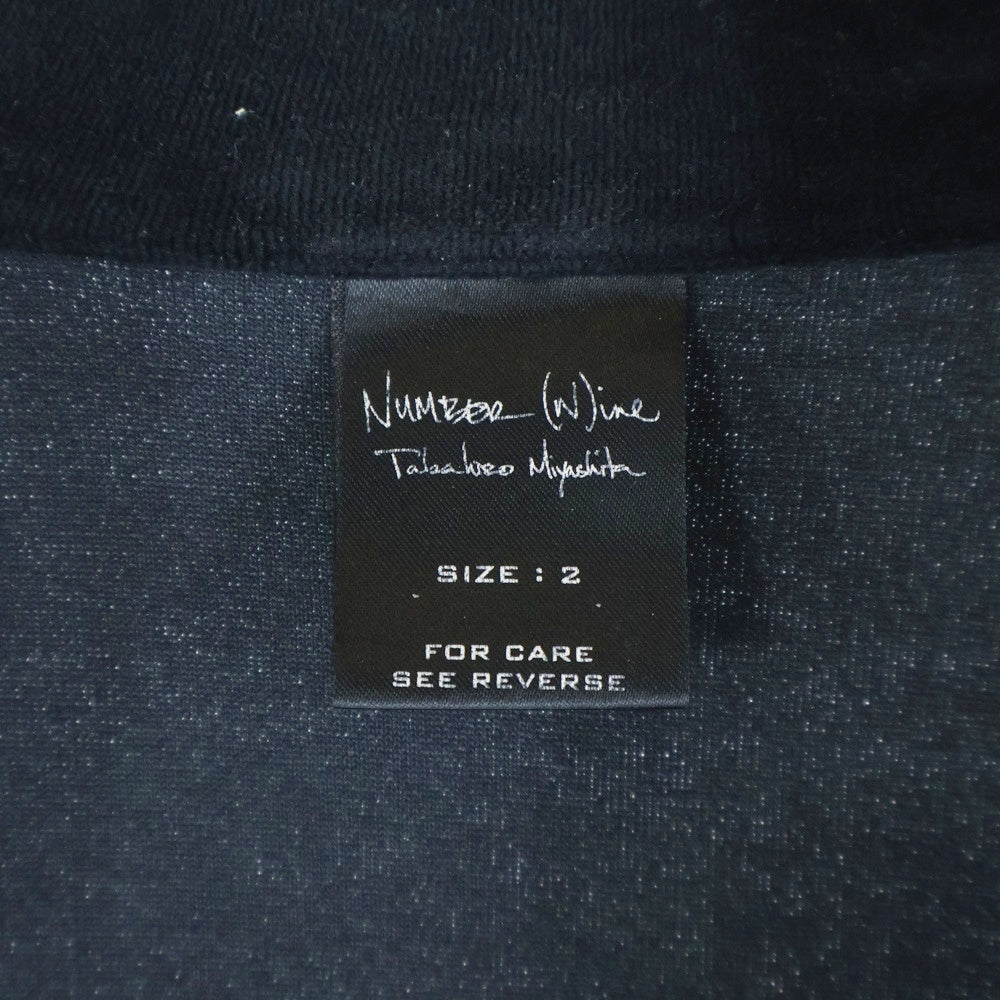 NUMBER (N)ine
Takahiro Miyashita
SIZE : 2
FOR CARE
SEE REVERSE